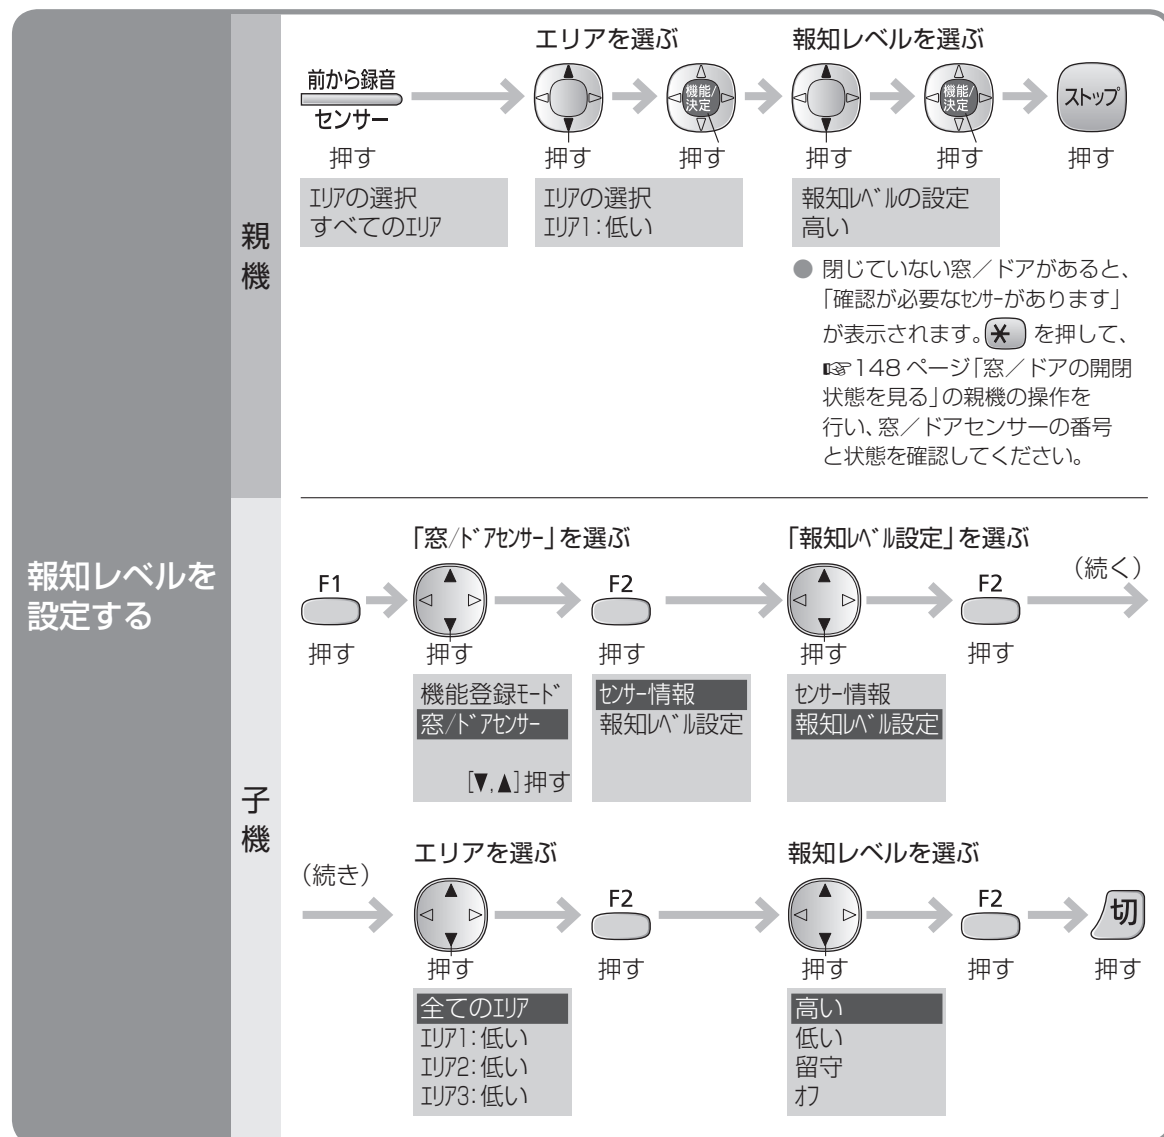 報知レベルを
設定する
親機
エリアを選ぶ
報知レベルを選ぶ
前から録音
センサー
機能/決定
機能/決定
ストップ
押す
押す
押す
押す
押す
押す
ｴﾘｱの選択
すべてのｴﾘｱ
ｴﾘｱの選択
ｴﾘｱ1:低い
報知ﾚﾍﾞﾙの設定
高い
● 閉じていない窓／ドアがあると、
「確認が必要なｾﾝｻｰがあります」
が表示されます。 を押して、
☞148 ページ「窓／ドアの開閉
状態を見る」の親機の操作を
行い、窓／ドアセンサーの番号
と状態を確認してください。
子機
「窓/ﾄﾞｱｾﾝｻｰ」を選ぶ
「報知ﾚﾍﾞﾙ設定」を選ぶ
F1
F2
F2
（続く）
押す
押す
押す
押す
押す
機能登録ﾓｰﾄﾞ
窓/ﾄﾞｱｾﾝｻｰ
[▼,▲]押す
ｾﾝｻｰ情報
報知ﾚﾍﾞﾙ設定
ｾﾝｻｰ情報
報知ﾚﾍﾞﾙ設定
（続き）
エリアを選ぶ
報知レベルを選ぶ
F2
F2
切
押す
押す
押す
押す
押す
全てのｴﾘｱ
ｴﾘｱ1:低い
ｴﾘｱ2:低い
ｴﾘｱ3:低い
高い
低い
留守
ｵﾌ